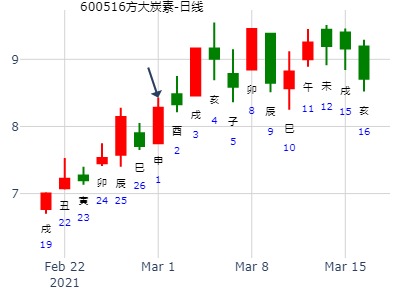 600516方大炭素-日线
9
8
7
戌
19
丑
22
寅
23
卯
24
辰
25
巳
26
申
1
酉
2
戌
3
亥
4
子
5
卯
8
辰
9
巳
10
午
11
未
12
戌
15
亥
16
Feb 22
2021
Mar 1
Mar 8
Mar 15